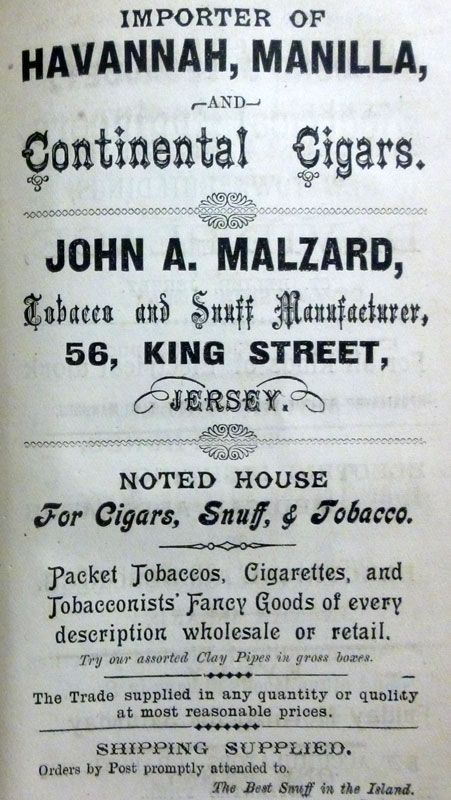 IMPORTER OF
HAVANNAH, MANILLA,
AND
Continental Cigars.
JOHN A. MALZARD,
Tobacco and Snuff Manufacturer,
56, KING STREET,
JERSEY.
NOTED HOUSE
For Cigars, Snuff, & Tobacco.
Packet Tobaccos, Cigarettes, and
Tobacconists' Fancy Goods of every
description wholesale or retail.
Try our assorted Clay Pipes in gross boxes.
The Trade supplied in any quantity or quolity
at most reasonable prices.
SHIPPING SUPPLIED.
Orders by Post promptly attended to.
The Best Snuff in the Island.